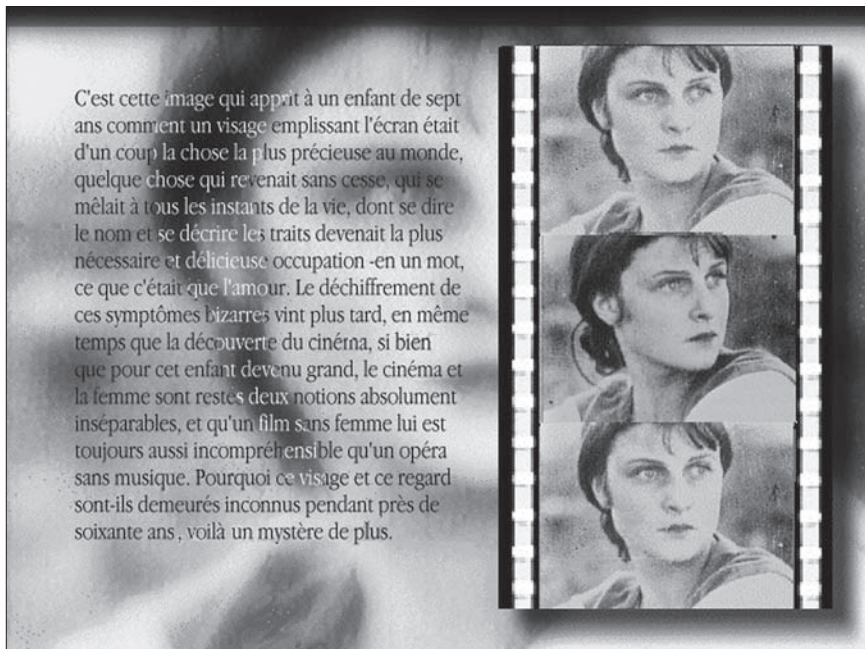 C'est cette image qui apprit à un enfant de sept
ans comment un visage emplissant l'écran était
d'un coup la chose la plus précieuse au monde,
quelque chose qui revenait sans cesse, qui se
mêlait à tous les instants de la vie, dont se dire
le nom et se décrire les traits devenait la plus
nécessaire et délicieuse occupation -en un mot,
ce que c'était que l'amour. Le déchiffrement de
ces symptômes bizarres vint plus tard, en même
temps que la découverte du cinéma, si bien
que pour cet enfant devenu grand, le cinéma et
la femme sont restés deux notions absolument
inséparables, et qu'un film sans femme lui est
toujours aussi incompréhensible qu'un opéra
sans musique. Pourquoi ce visage et ce regard
sont-ils demeurés inconnus pendant près de
soixante ans , voilà un mystère de plus.